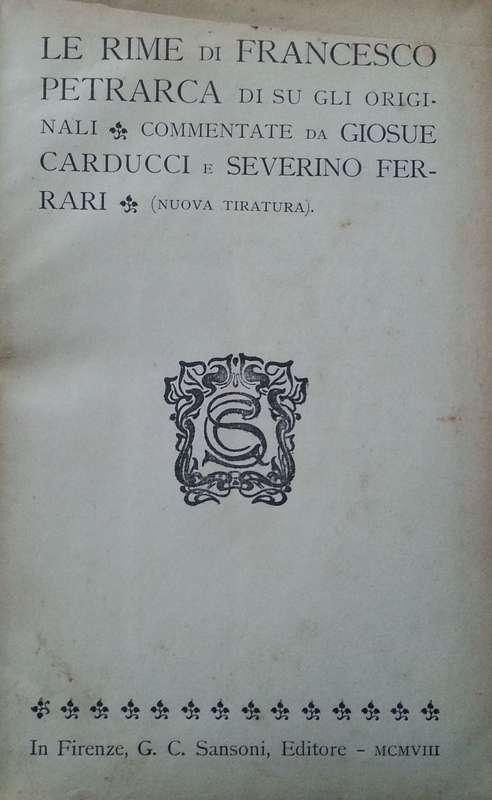 LE RIME DI FRANCESCO
PETRARCA DI SU GLI ORIGI-
NALI COMMENTATE DA GIOSUE
CARDUCCI E SEVERINO FER-
RARI (NUOVA TIRATURA).
In Firenze, G. C. Sansoni, Editore - MCMVIII